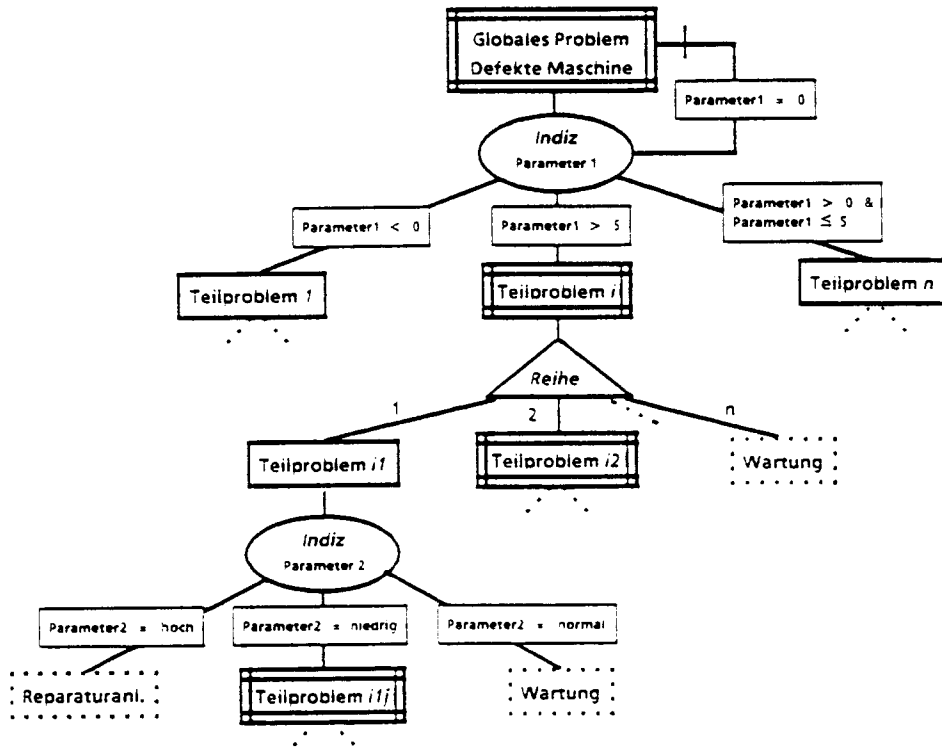 Globales Problem
Defekte Maschine
Parameter1 = 0
Indiz
Parameter 1
Parameter1 < 0
Parameter1 > 5
Parameter1 > 0 &
Parameter1 ≤ 5
Teilproblem 1
Teilproblem i
Teilproblem n
Reihe
1
2
n
Teilproblem i1
Teilproblem i2
Wartung
Indiz
Parameter 2
Parameter2 = hoch
Parameter2 = niedrig
Parameter2 = normal
Reparaturanl.
Teilproblem i1j
Wartung